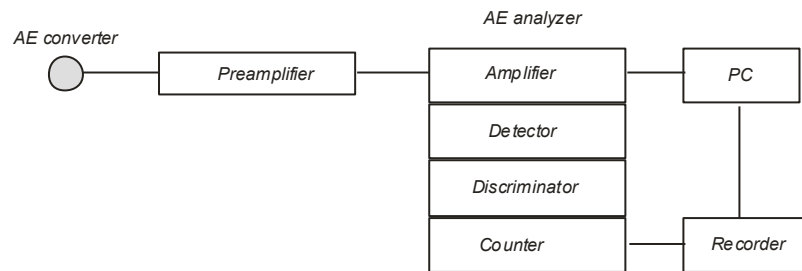 AE analyzer
AE converter
Preamplifier
Amplifier
PC
Detector
Discriminator
Counter
Recorder